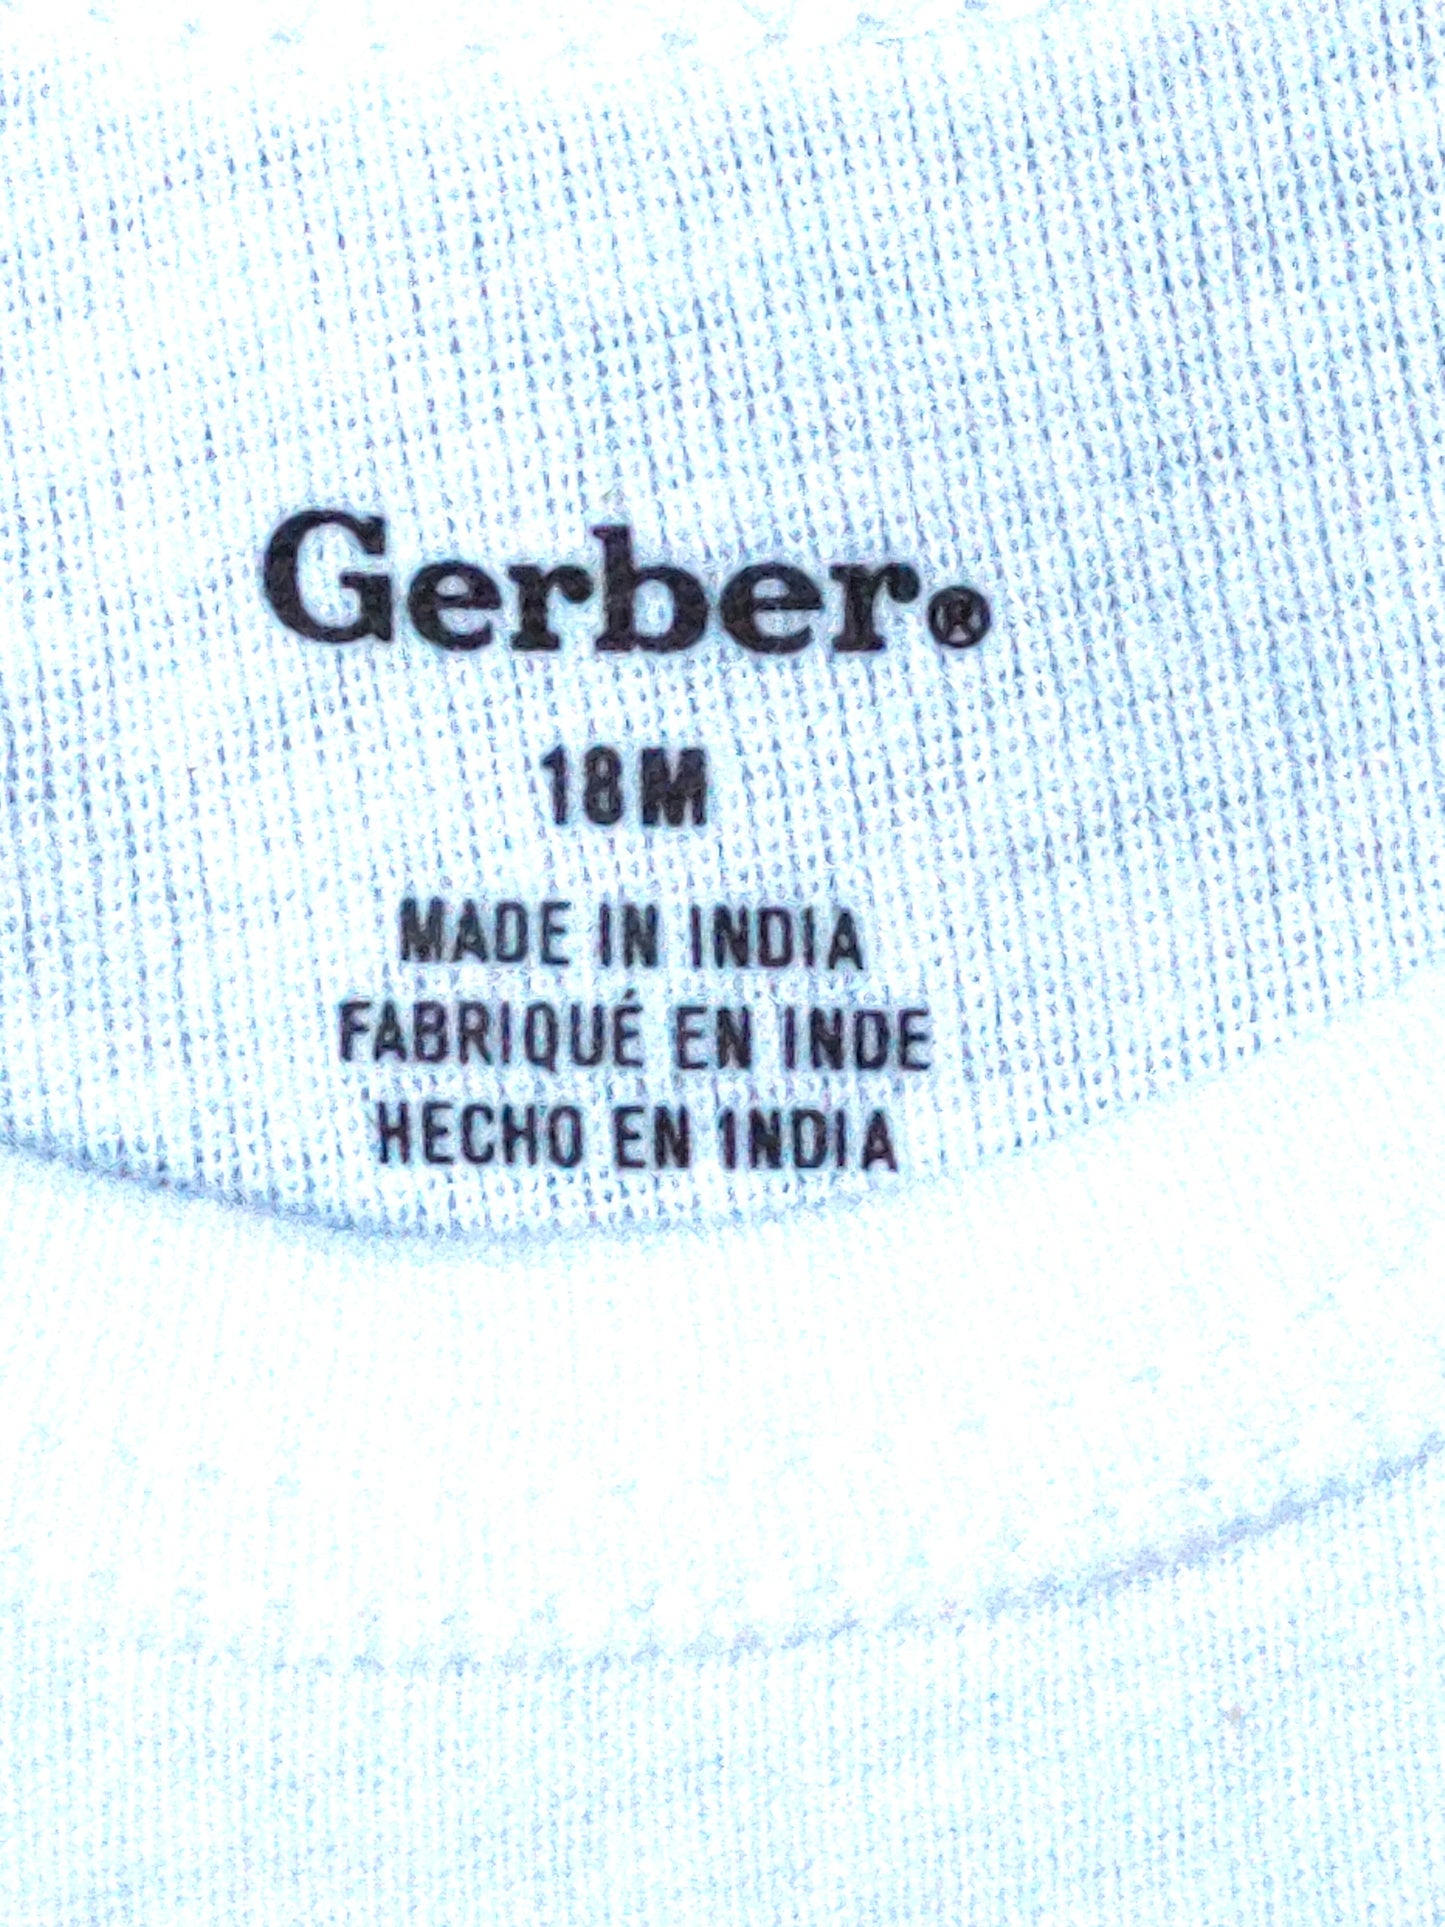 Gerber®
18M
MADE IN INDIA
FABRIQUÉ EN INDE
HECHO EN INDIA